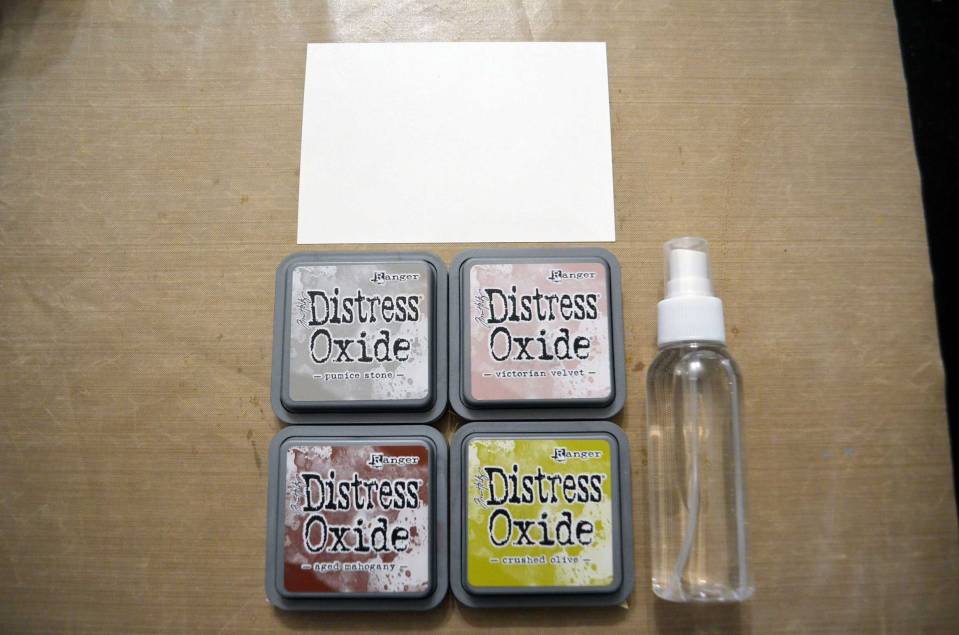 Ranger
Distress
Oxide
— pumice stone —
Ranger
Distress®
Oxide
— victorian velvet —
Ranger
Distress®
Oxide
— aged mahogany —
Ranger
Distress®
Oxide
— crushed olive —